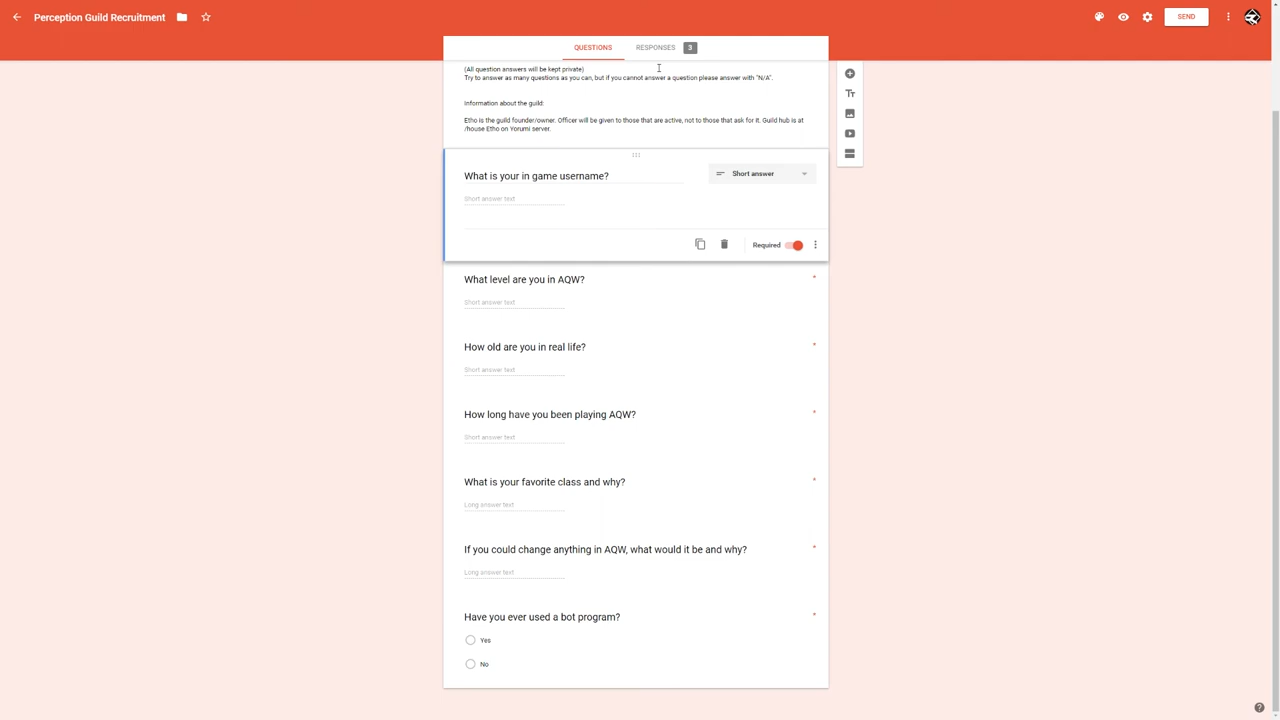 Perception Guild Recruitment
SEND
QUESTIONS
RESPONSES 3
(All question answers will be kept private)
Try to answer as many questions as you can, but if you cannot answer a question please answer with "N/A".
Information about the guild:
Etho is the guild founder/owner. Officer will be given to those that are active, not to those that ask for it. Guild hub is at
/house Etho on Yorumi server.
What is your in game username?
Short answer
Short answer text
Required
What level are you in AQW?
*
Short answer text
How old are you in real life?
*
Short answer text
How long have you been playing AQW?
*
Short answer text
What is your favorite class and why?
*
Long answer text
If you could change anything in AQW, what would it be and why?
*
Long answer text
Have you ever used a bot program?
*
Yes
No